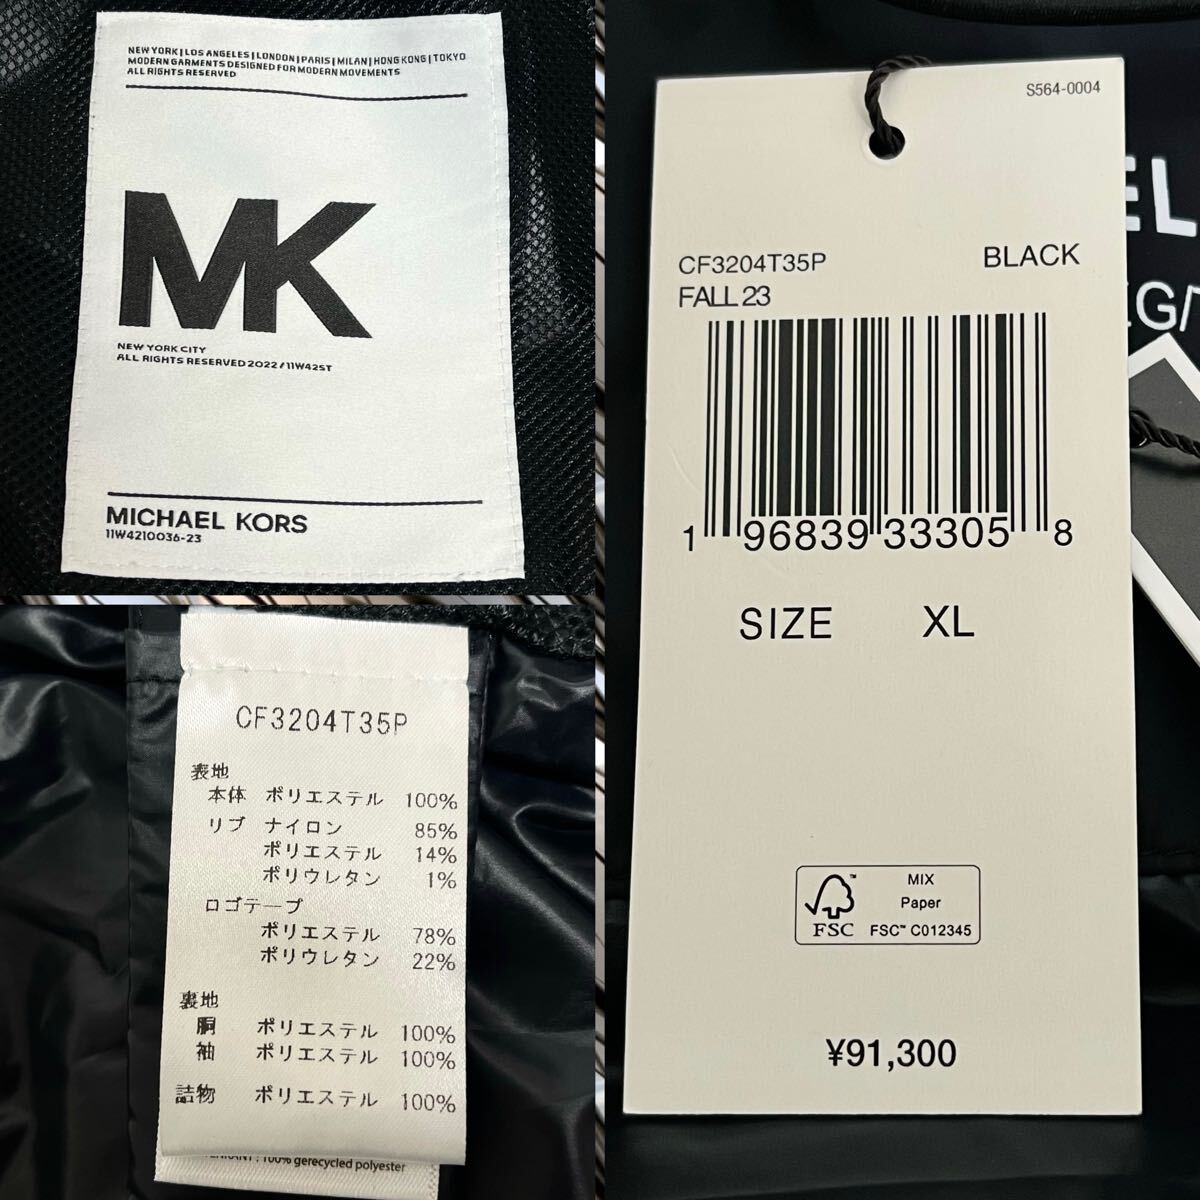 NEW YORK | LOS ANGELES | LONDON | PARIS | MILAN | HONG KONG | TOKYO
MODERN GARMENTS DESIGNED FOR MODERN MOVEMENTS
ALL RIGHTS RESERVED
MK
NEW YORK CITY
ALL RIGHTS RESERVED 2022 / 11W42ST
MICHAEL KORS
11W4210036-23
CF3204T35P
表地
本体 ポリエステル 100%
リブ ナイロン 85%
ポリエステル 14%
ポリウレタン 1%
ロゴテープ
ポリエステル 78%
ポリウレタン 22%
裏地
胴 ポリエステル 100%
袖 ポリエステル 100%
詰物 ポリエステル 100%
: 100% gerecycled polyester
S564-0004
CF3204T35P BLACK
FALL 23
1 96839 33305 8
SIZE XL
MIX
Paper
FSC™ C012345
FSC
¥91,300
EL